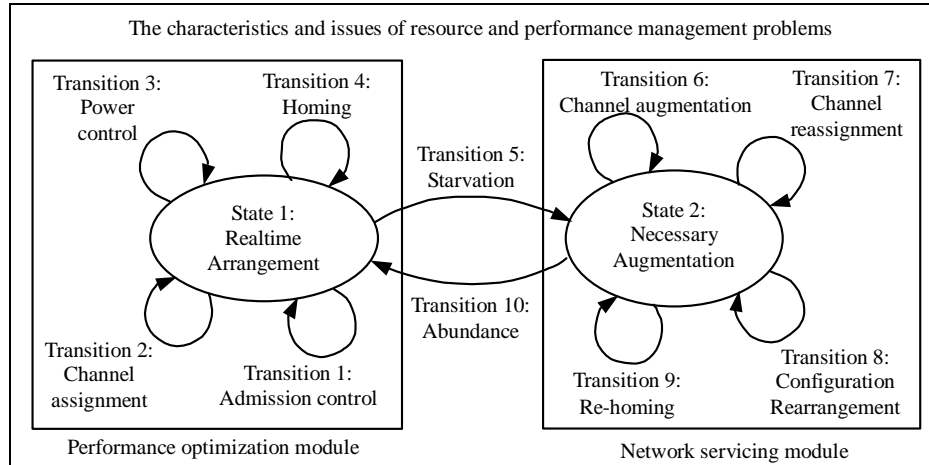 The characteristics and issues of resource and performance management problems
Transition 3:
Power
control
Transition 4:
Homing
State 1:
Realtime
Arrangement
Transition 2:
Channel
assignment
Transition 1:
Admission control
Performance optimization module
Transition 5:
Starvation
Transition 10:
Abundance
Transition 6:
Channel augmentation
Transition 7:
Channel
reassignment
State 2:
Necessary
Augmentation
Transition 9:
Re-homing
Transition 8:
Configuration
Rearrangement
Network servicing module